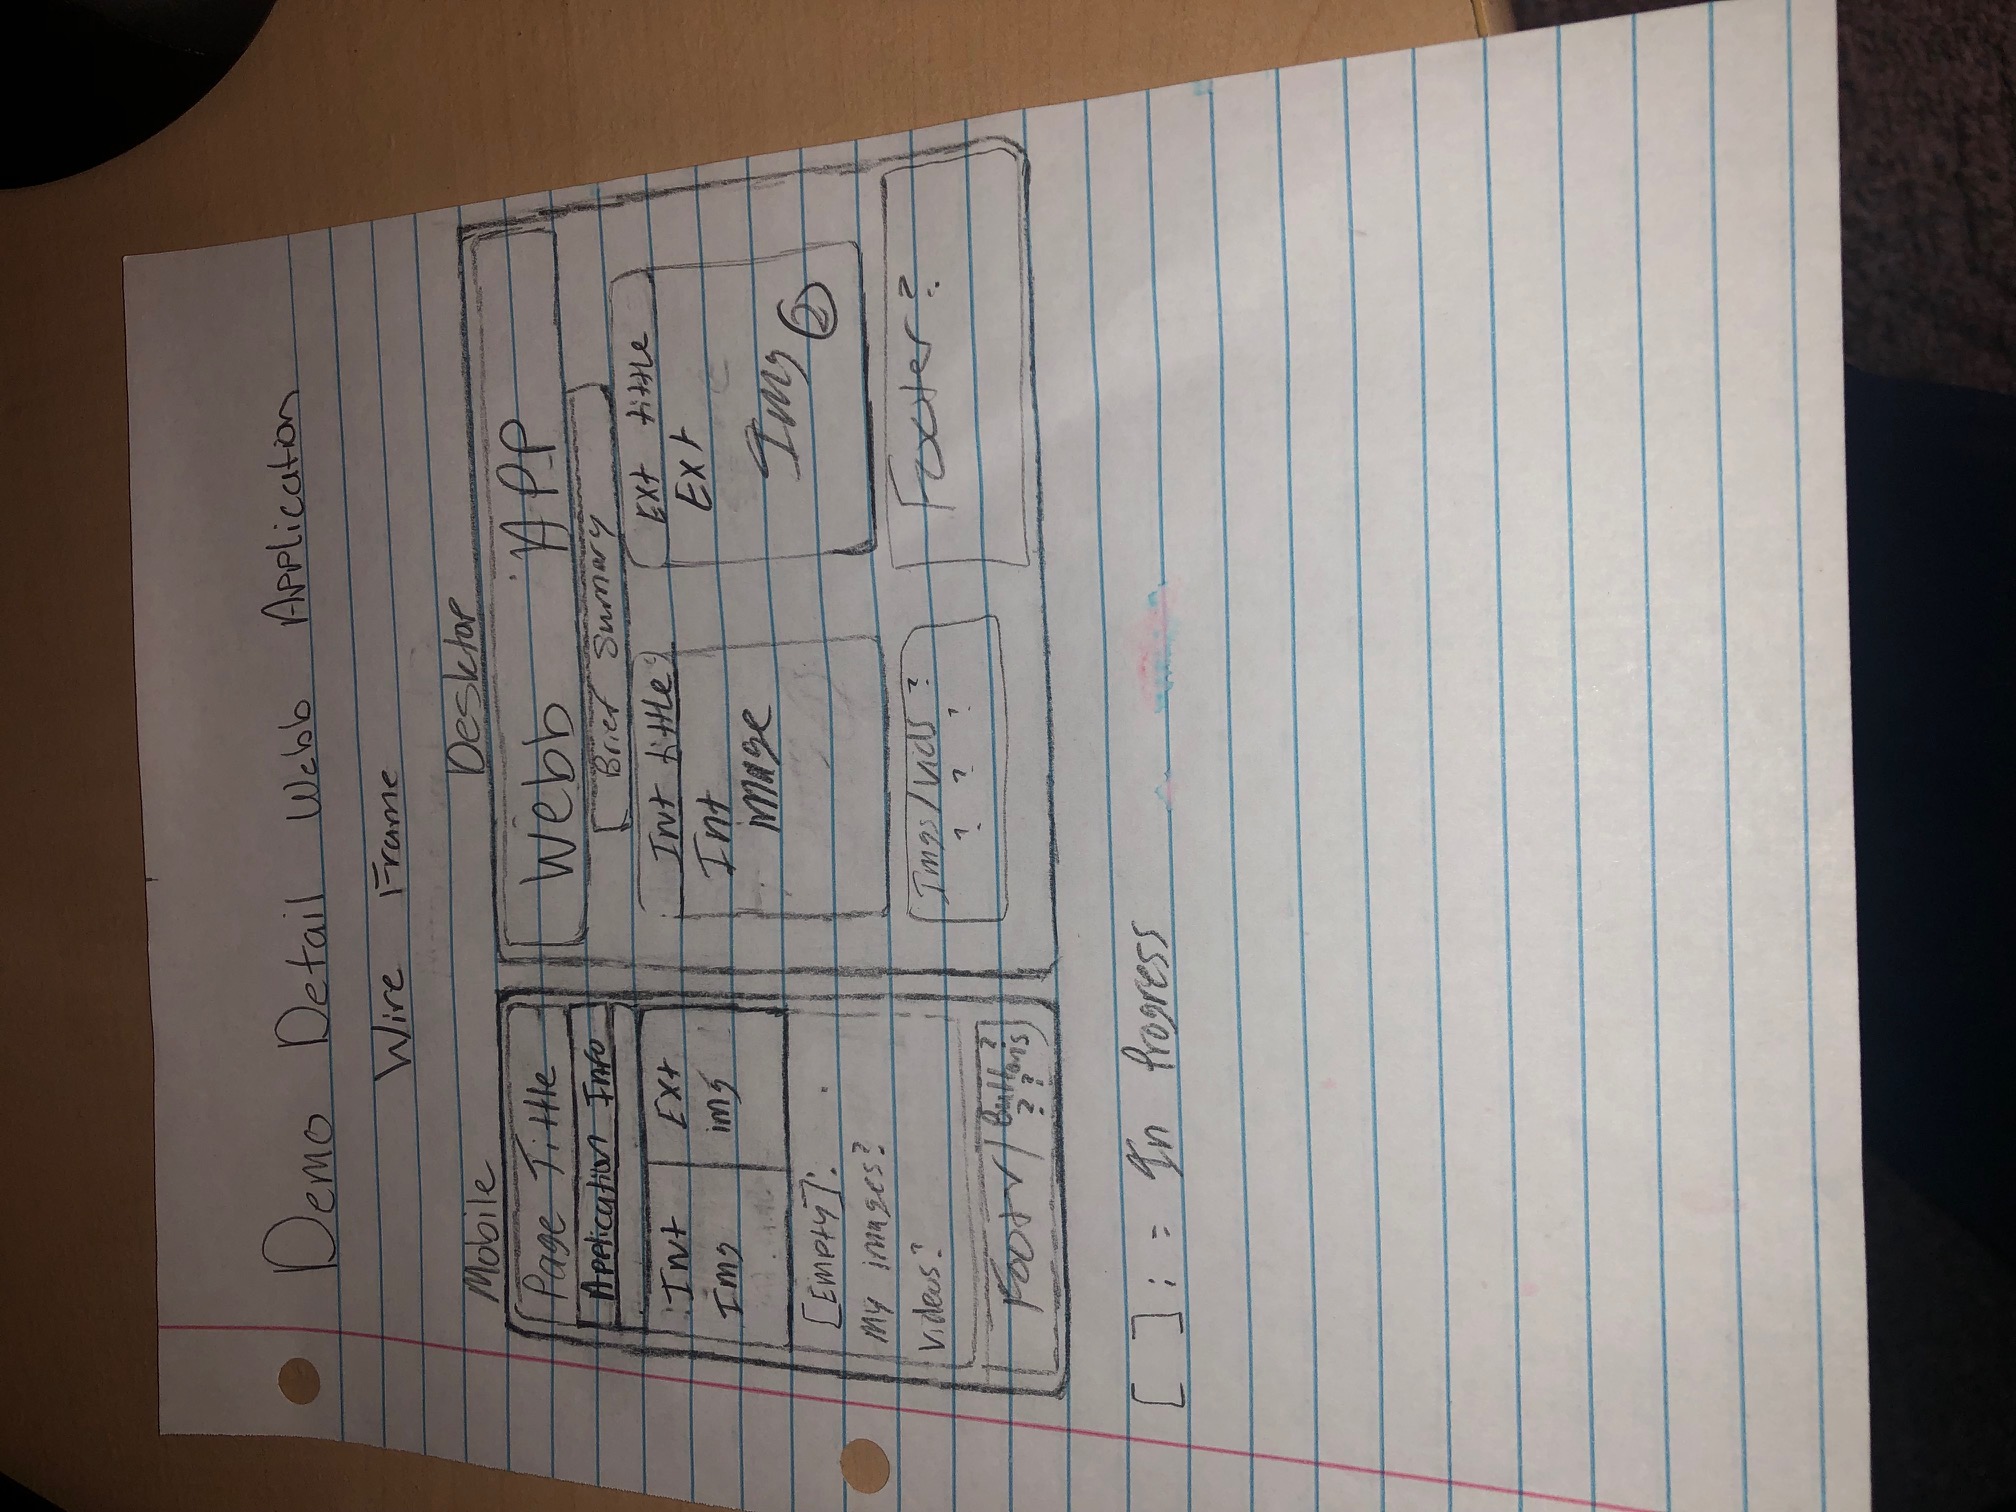 Demo Detail Webb Application
Wire Frame
Mobile
Page Tittle
Application Info
Int
Img
Ext
img
[Empty]:
My images?
Videos?
Footer/Buttons?
? ?
Desktop
Webb APP
Brief Summary
Int tittle
Int
image
Ext tittle
Ext
Img
2
Imgs/Vids ?
? ? ?
Footer?
[ ]: = In Progress